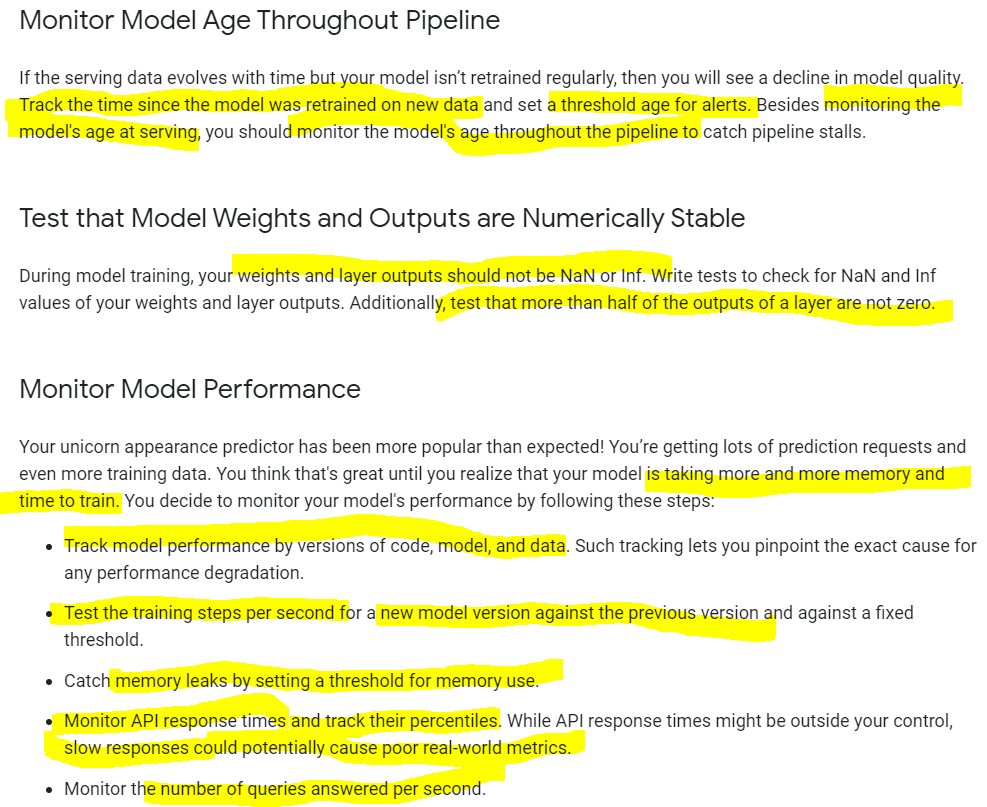 Monitor Model Age Throughout Pipeline
If the serving data evolves with time but your model isn’t retrained regularly, then you will see a decline in model quality.
Track the time since the model was retrained on new data and set a threshold age for alerts. Besides monitoring the
model's age at serving, you should monitor the model's age throughout the pipeline to catch pipeline stalls.
Test that Model Weights and Outputs are Numerically Stable
During model training, your weights and layer outputs should not be NaN or Inf. Write tests to check for NaN and Inf
values of your weights and layer outputs. Additionally, test that more than half of the outputs of a layer are not zero.
Monitor Model Performance
Your unicorn appearance predictor has been more popular than expected! You’re getting lots of prediction requests and
even more training data. You think that's great until you realize that your model is taking more and more memory and
time to train. You decide to monitor your model's performance by following these steps:
• Track model performance by versions of code, model, and data. Such tracking lets you pinpoint the exact cause for
any performance degradation.
• Test the training steps per second for a new model version against the previous version and against a fixed
threshold.
• Catch memory leaks by setting a threshold for memory use.
• Monitor API response times and track their percentiles. While API response times might be outside your control,
slow responses could potentially cause poor real-world metrics.
• Monitor the number of queries answered per second.